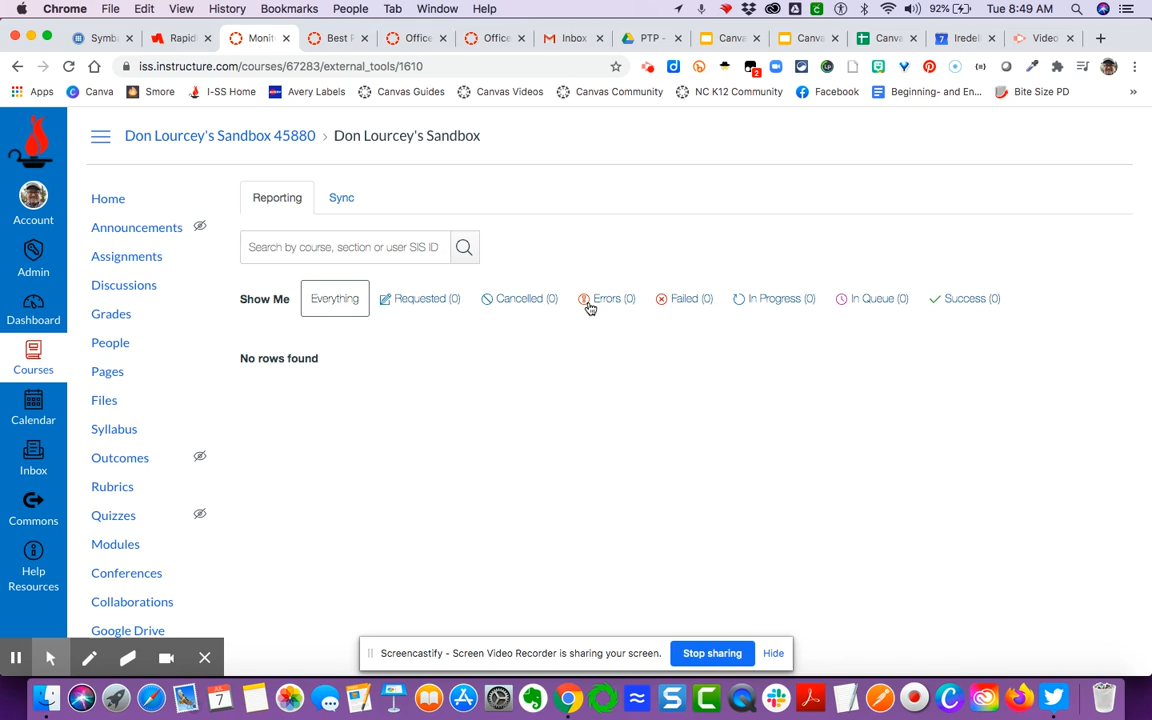 Chrome File Edit View History Bookmarks People Tab Window Help 92% Tue 8:49 AM
Symba Rapid Monit Best P Office Office Inbox PTP - Canva Canva Canva 7 Iredell Video
iss.instructure.com/courses/67283/external_tools/1610 2
Apps Canva Smore I-SS Home Avery Labels Canvas Guides Canvas Videos Canvas Community NC K12 Community Facebook Beginning- and En... Bite Size PD »
Don Lourcey's Sandbox 45880 › Don Lourcey's Sandbox
Account
Admin
Dashboard
Courses
Calendar
Inbox
Commons
Help
Resources
Home
Announcements
Assignments
Discussions
Grades
People
Pages
Files
Syllabus
Outcomes
Rubrics
Quizzes
Modules
Conferences
Collaborations
Google Drive
Reporting Sync
Search by course, section or user SIS ID
Show Me Everything Requested (0) Cancelled (0) Errors (0) Failed (0) In Progress (0) In Queue (0) Success (0)
No rows found
Screencastify - Screen Video Recorder is sharing your screen. Stop sharing Hide